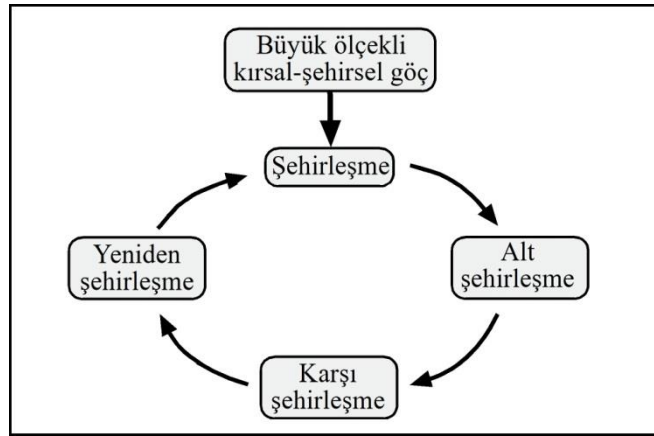 Büyük ölçekli
kırsal-şehirsel göç
Şehirleşme
Alt
şehirleşme
Karşı
şehirleşme
Yeniden
şehirleşme